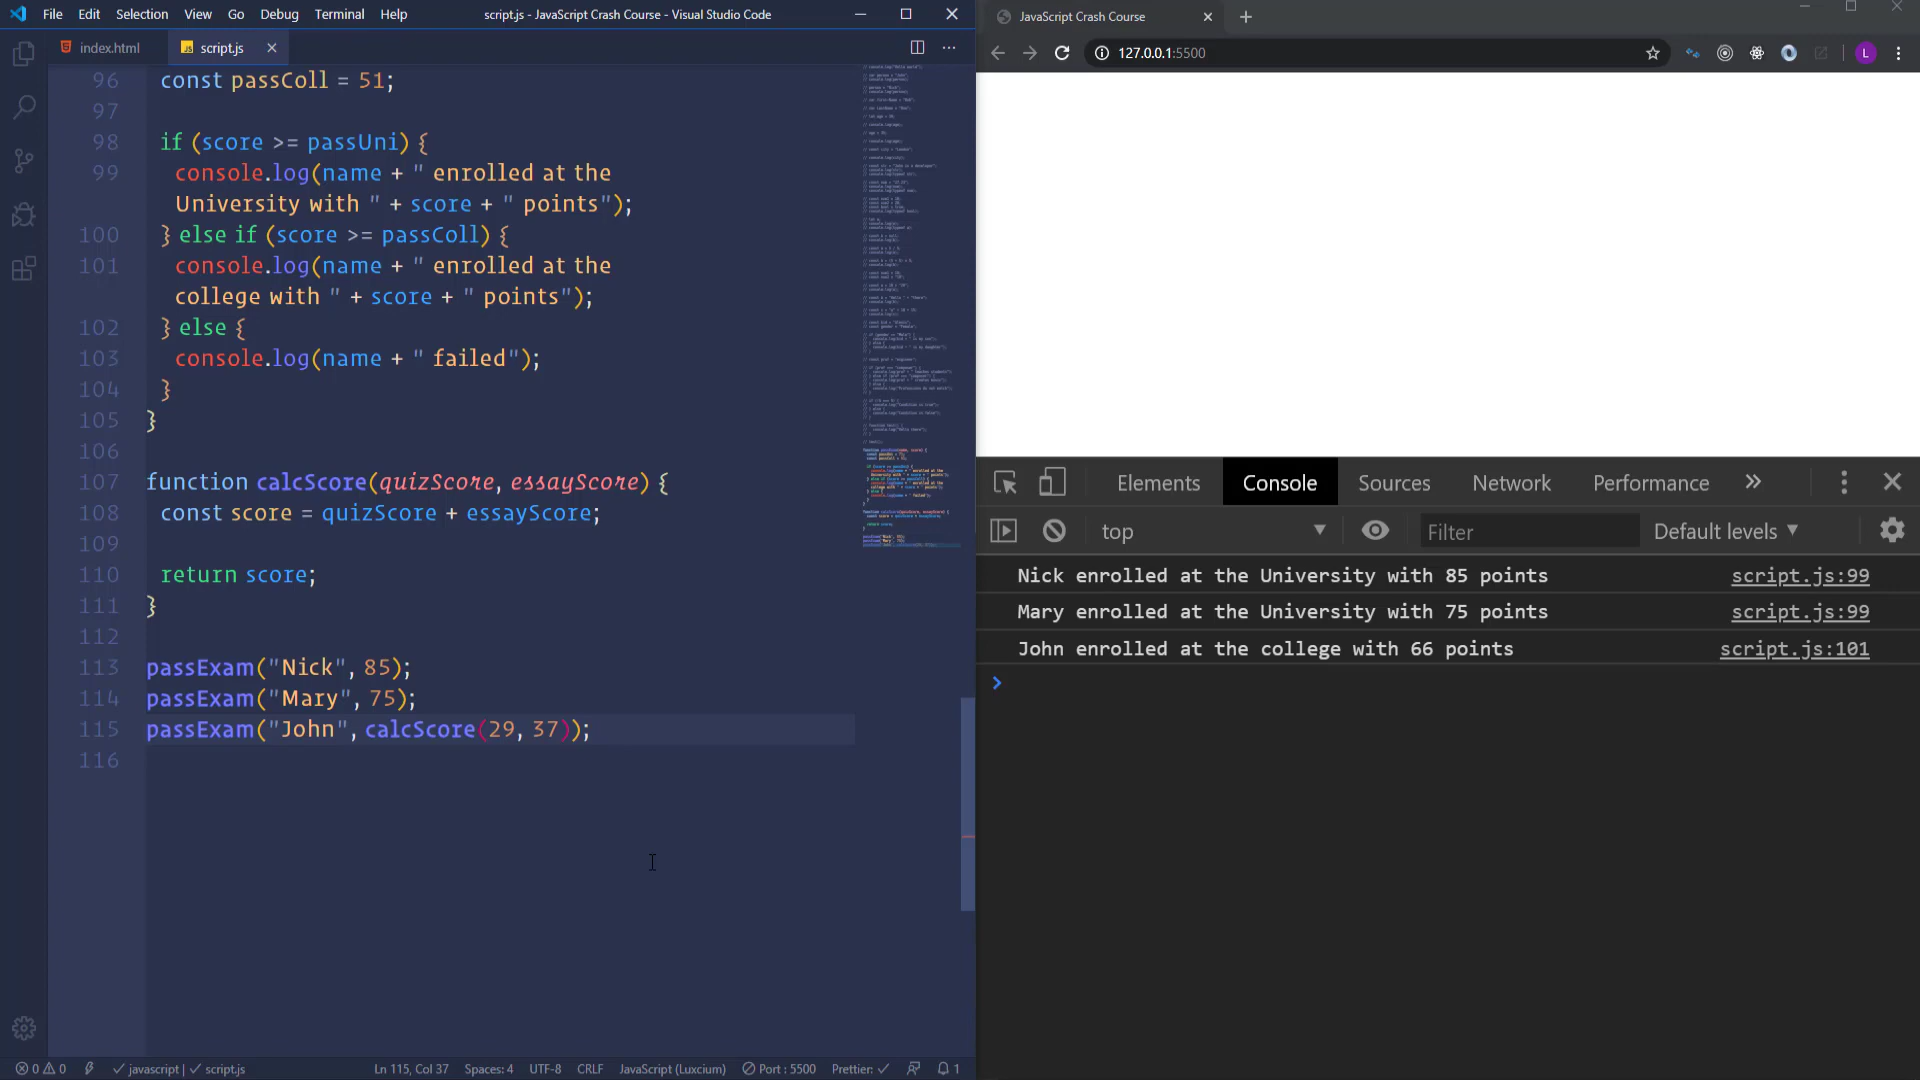 File Edit Selection View Go Debug Terminal Help script.js - JavaScript Crash Course - Visual Studio Code
index.html script.js
96 const passColl = 51;
97
98 if (score >= passUni) {
99 console.log(name + " enrolled at the
University with " + score + " points");
100 } else if (score >= passColl) {
101 console.log(name + " enrolled at the
college with " + score + " points");
102 } else {
103 console.log(name + " failed");
104 }
105 }
106
107 function calcScore(quizScore, essayScore) {
108 const score = quizScore + essayScore;
109
110 return score;
111 }
112
113 passExam("Nick", 85);
114 passExam("Mary", 75);
115 passExam("John", calcScore(29, 37));
116
0 0 javascript | script.js Ln 115, Col 37 Spaces: 4 UTF-8 CRLF JavaScript (Luxcium) Port : 5500 Prettier: 1
JavaScript Crash Course
127.0.0.1:5500 L
Elements Console Sources Network Performance
top Filter Default levels
Nick enrolled at the University with 85 points script.js:99
Mary enrolled at the University with 75 points script.js:99
John enrolled at the college with 66 points script.js:101